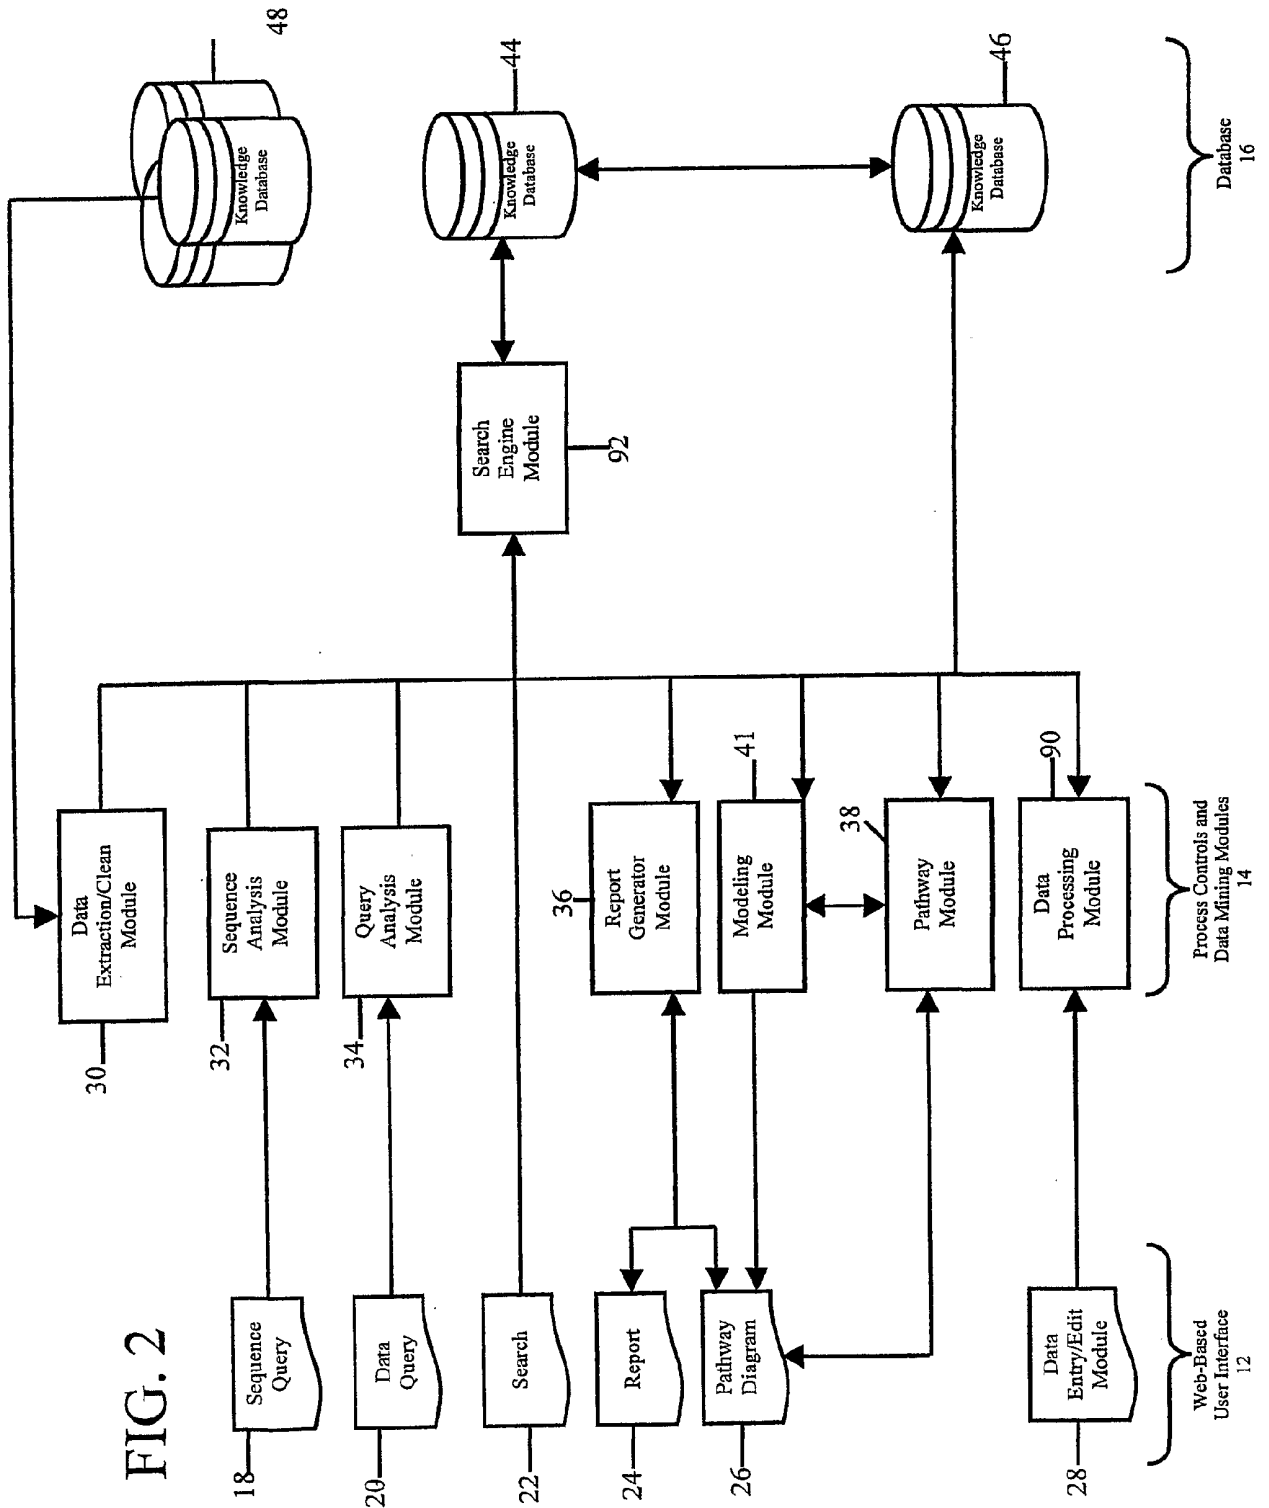 FIG. 2
18
Sequence
Query
20
Data
Query
22
Search
24
Report
26
Pathway
Diagram
28
Data
Entry/Edit
Module
Web-Based
User Interface
12
30
Data
Extraction/Clean
Module
32
Sequence
Analysis
Module
34
Query
Analysis
Module
36
Report
Generator
Module
41
Modeling
Module
38
Pathway
Module
90
Data
Processing
Module
Process Controls and
Data Mining Modules
14
Search
Engine
Module
92
48
Knowledge
Database
44
Knowledge
Database
46
Knowledge
Database
Database
16